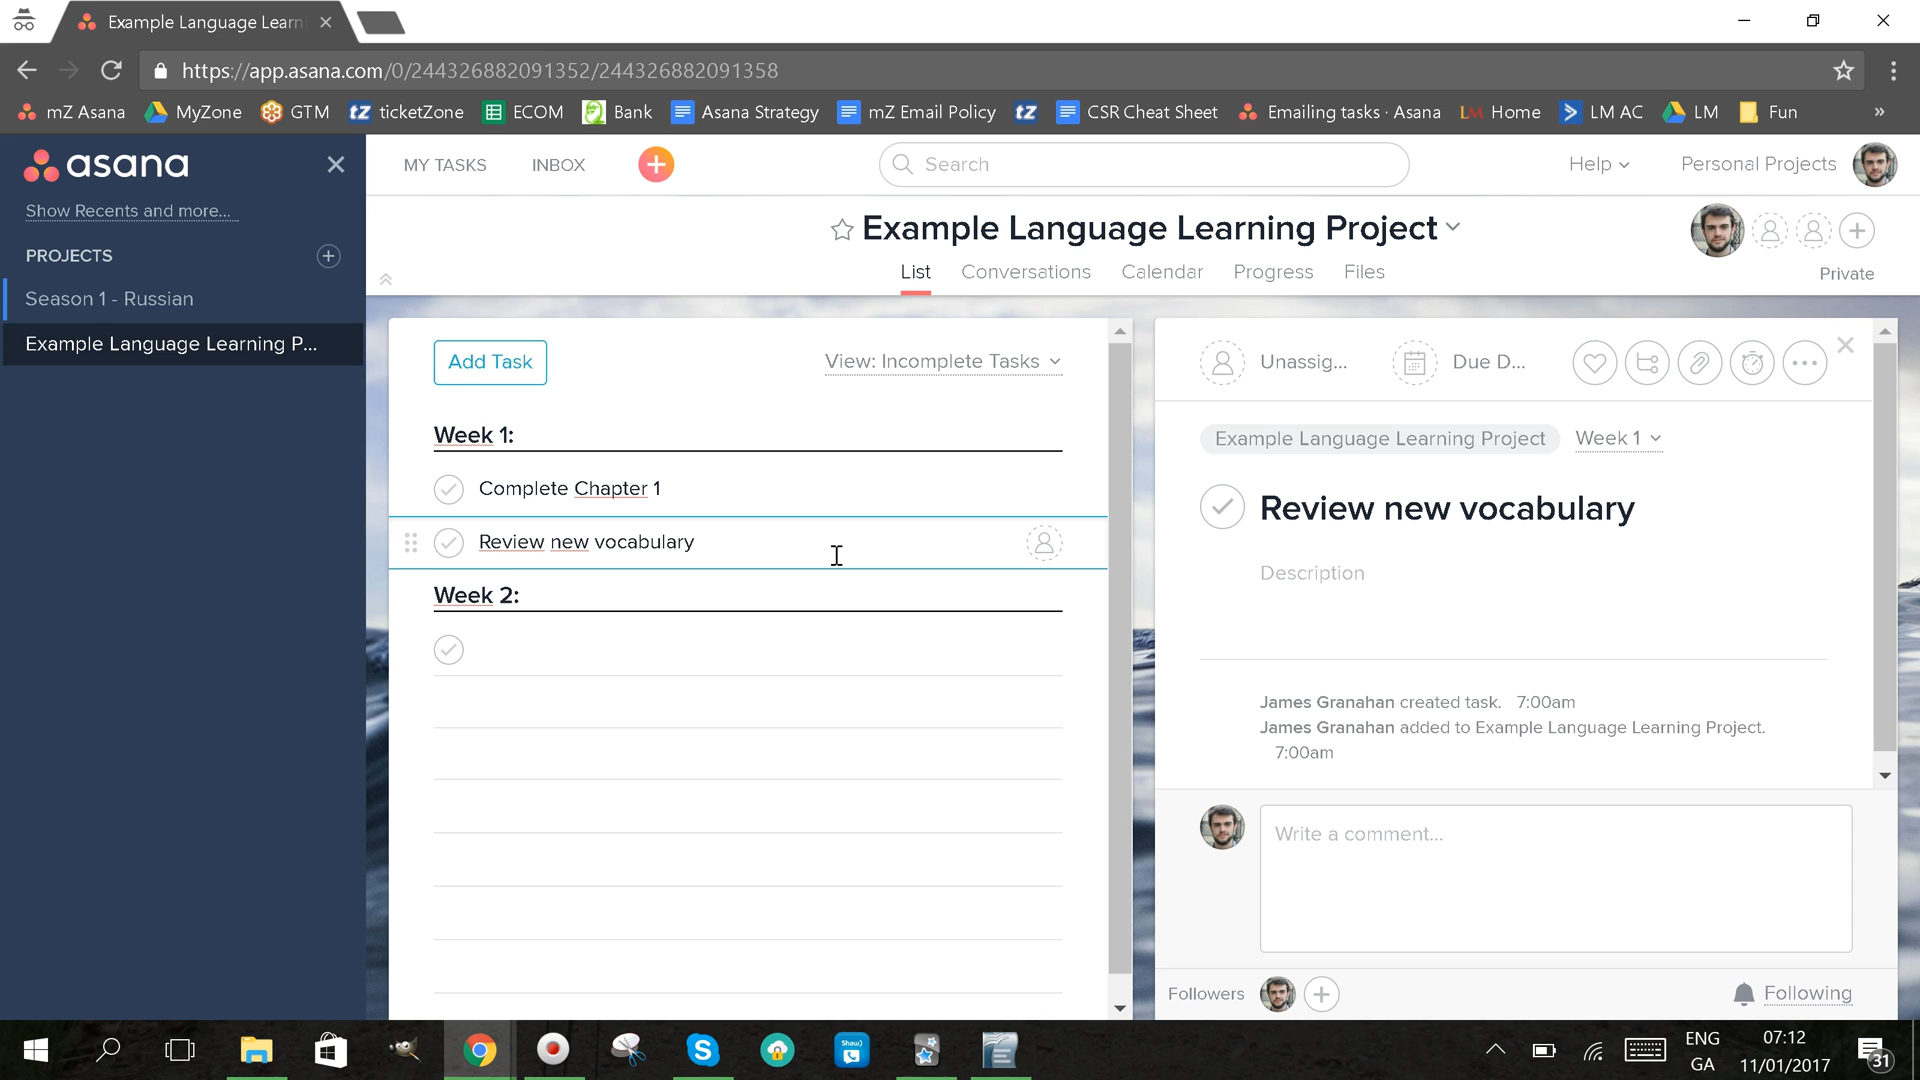 Example Language Learn
https://app.asana.com/0/244326882091352/244326882091358
mZ Asana MyZone GTM tz ticketZone ECOM Bank Asana Strategy mZ Email Policy tz CSR Cheat Sheet Emailing tasks · Asana LM Home LM AC LM Fun »
asana
MY TASKS INBOX Search Help Personal Projects
Show Recents and more...
PROJECTS
Season 1 - Russian
Example Language Learning P...
Example Language Learning Project
List Conversations Calendar Progress Files
Private
Add Task
View: Incomplete Tasks
Week 1:
Complete Chapter 1
Review new vocabulary
Week 2:
Unassig... Due D...
Example Language Learning Project Week 1
Review new vocabulary
Description
James Granahan created task. 7:00am
James Granahan added to Example Language Learning Project.
7:00am
Write a comment...
Followers Following
Shaw)
ENG
GA
07:12
11/01/2017
31